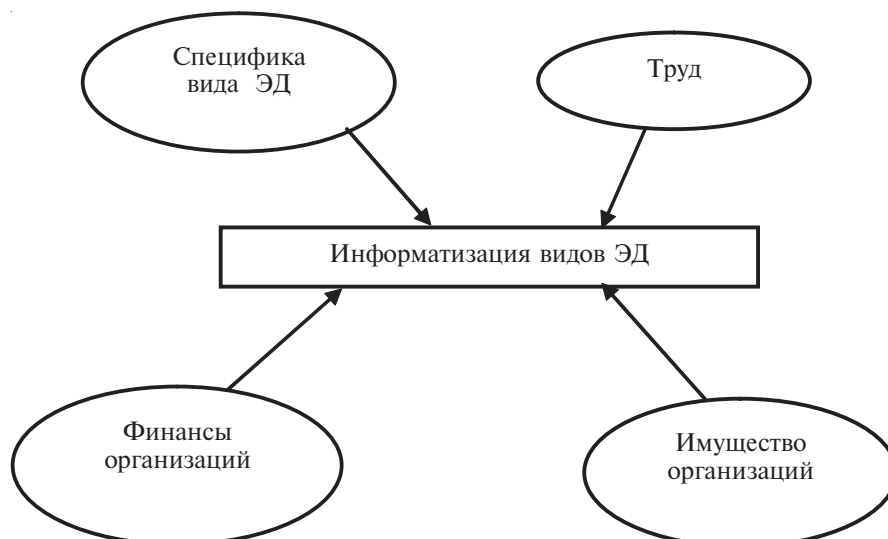 Специфика
вида ЭД
Труд
Информатизация видов ЭД
Финансы
организаций
Имущество
организаций